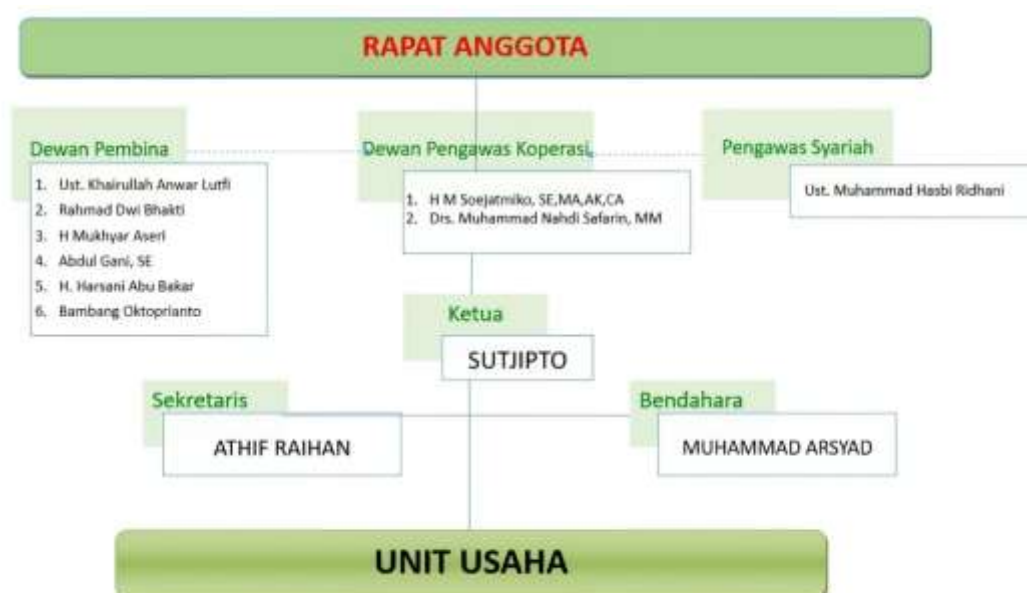 RAPAT ANGGOTA
Dewan Pembina
1. Ust. Khairullah Anwar Lutfi
2. Rahmad Dwi Bhakti
3. H Mukhyar Aseri
4. Abdul Gani, SE
5. H. Harsani Abu Bakar
6. Bambang Oktoprianto
Dewan Pengawas Koperasi
1. H M Soejatmiko, SE,MA,AK,CA
2. Drs. Muhammad Nahdi Safarin, MM
Pengawas Syariah
Ust. Muhammad Hasbi Ridhani
Ketua
SUTJIPTO
Sekretaris
ATHIF RAIHAN
Bendahara
MUHAMMAD ARSYAD
UNIT USAHA